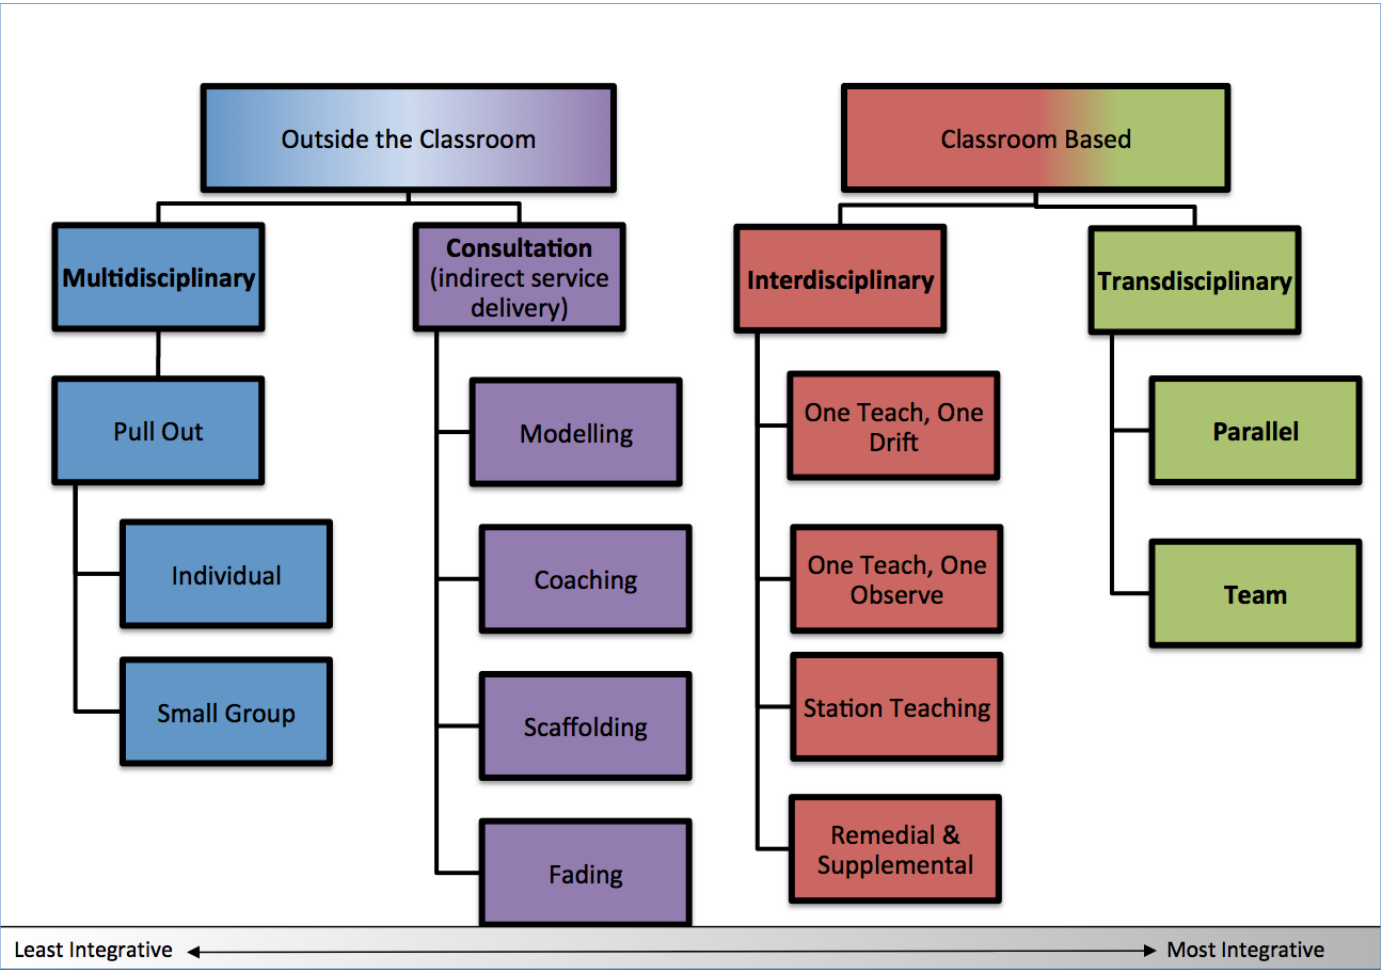 Outside the Classroom
Classroom Based
Multidisciplinary
Consultation
(indirect service
delivery)
Interdisciplinary
Transdisciplinary
Pull Out
Individual
Small Group
Modelling
Coaching
Scaffolding
Fading
One Teach, One
Drift
One Teach, One
Observe
Station Teaching
Remedial &
Supplemental
Parallel
Team
Least Integrative
Most Integrative